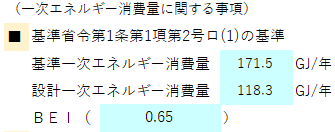 （一次エネルギー消費量に関する事項）
■ 基準省令第1条第1項第2号ロ(1)の基準
基準一次エネルギー消費量 171.5 GJ/年
設計一次エネルギー消費量 118.3 GJ/年
ＢＥＩ（ 0.65 ）